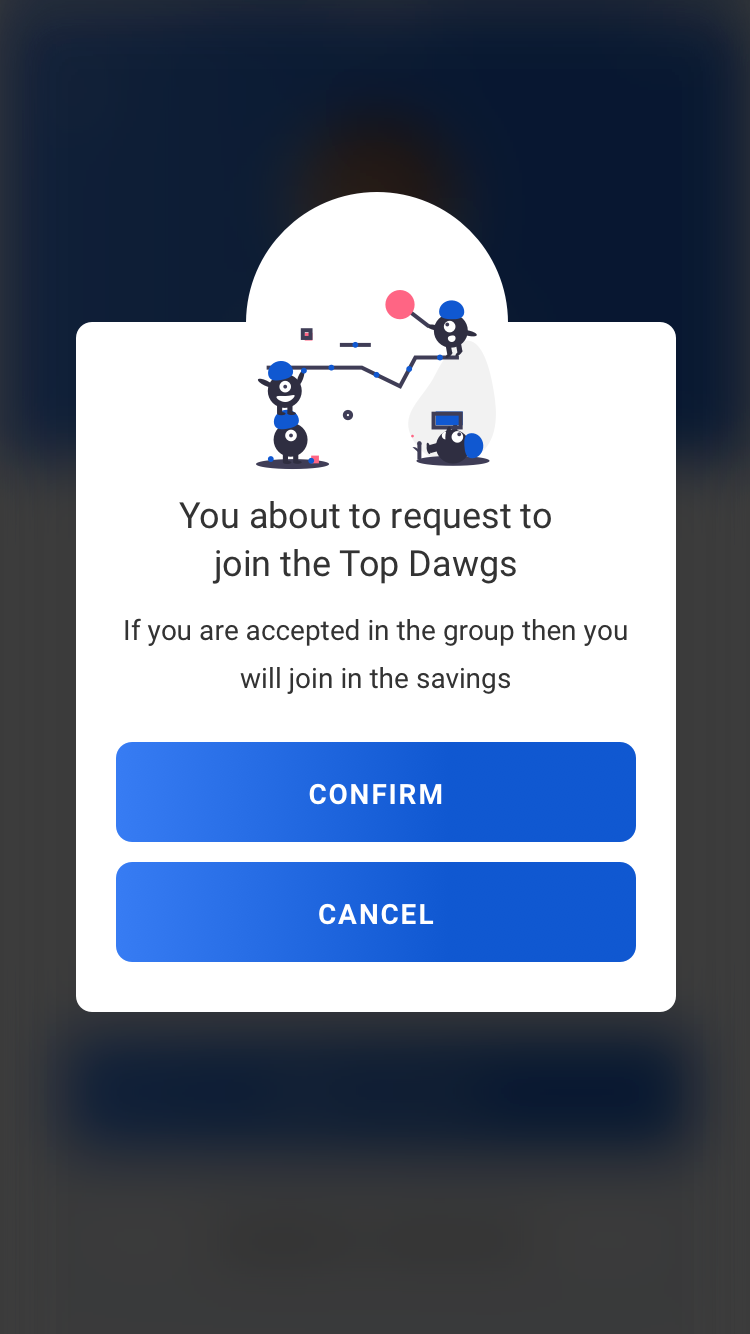 You about to request to
join the Top Dawgs
If you are accepted in the group then you
will join in the savings
CONFIRM
CANCEL